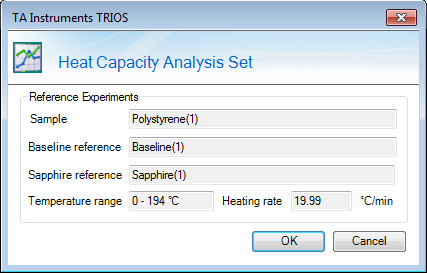 TA Instruments TRIOS
Heat Capacity Analysis Set
Reference Experiments
Sample Polystyrene(1)
Baseline reference Baseline(1)
Sapphire reference Sapphire(1)
Temperature range 0 - 194 °C Heating rate 19.99 °C/min
OK Cancel